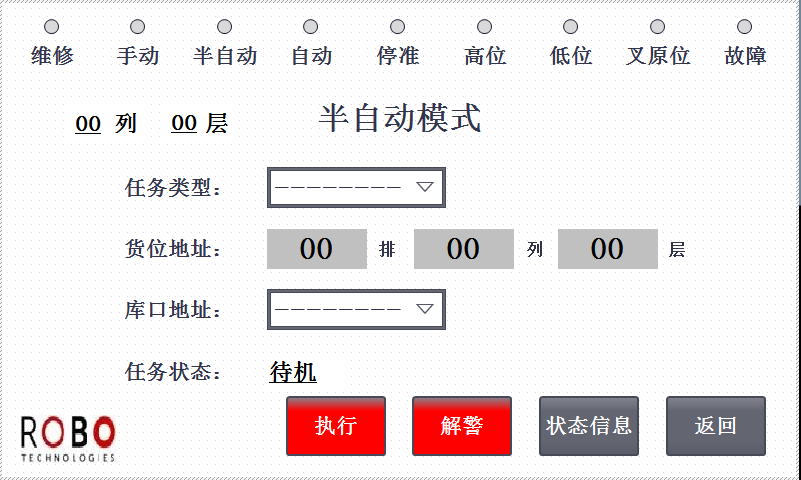 维修 手动 半自动 自动 停准 高位 低位 叉原位 故障
00 列 00 层 半自动模式
任务类型： --------
货位地址： 00 排 00 列 00 层
库口地址： --------
任务状态： 待机
执行 解警 状态信息 返回
ROBO
TECHNOLOGIES